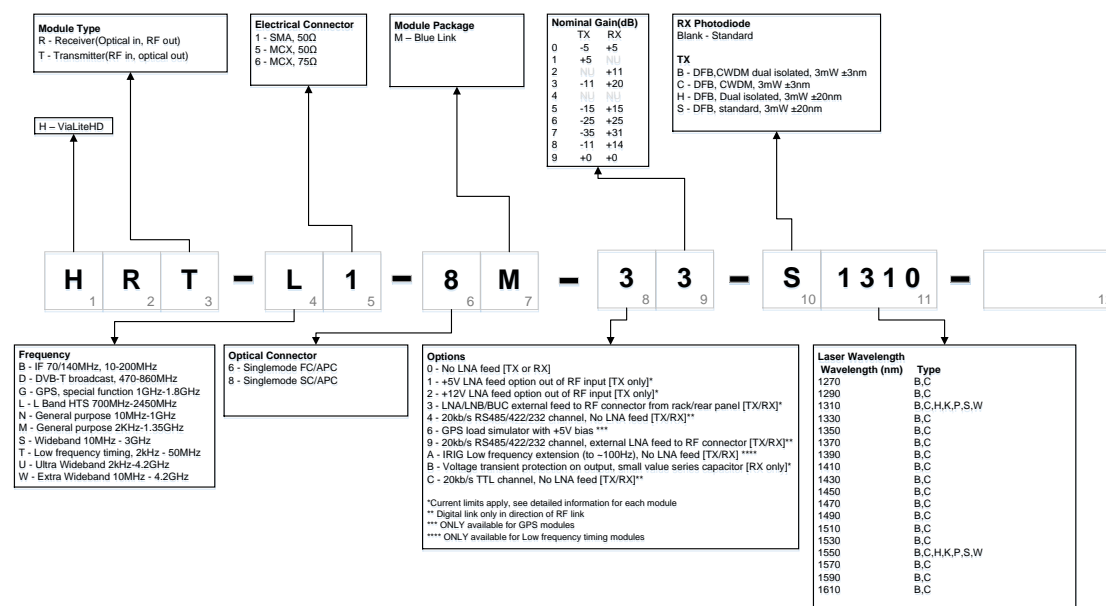 Module Type
R - Receiver(Optical in, RF out)
T - Transmitter(RF in, optical out)
H – ViaLiteHD
Electrical Connector
1 - SMA, 50Ω
5 - MCX, 50Ω
6 - MCX, 75Ω
Module Package
M – Blue Link
Nominal Gain(dB)
TX RX
0 -5 +5
1 +5 NU
2 NU +11
3 -11 +20
4 NU NU
5 -15 +15
6 -25 +25
7 -35 +31
8 -11 +14
9 +0 +0
RX Photodiode
Blank - Standard
TX
B - DFB,CWDM dual isolated, 3mW ±3nm
C - DFB, CWDM, 3mW ±3nm
H - DFB, Dual isolated, 3mW ±20nm
S - DFB, standard, 3mW ±20nm
H R T - L 1 - 8 M - 3 3 - S 1310 -
1 2 3 4 5 6 7 8 9 10 11
Frequency
B - IF 70/140MHz, 10-200MHz
D - DVB-T broadcast, 470-860MHz
G - GPS, special function 1GHz-1.8GHz
L - L Band HTS 700MHz-2450MHz
N - General purpose 10MHz-1GHz
M - General purpose 2KHz-1.35GHz
S - Wideband 10MHz - 3GHz
T - Low frequency timing, 2kHz - 50MHz
U - Ultra Wideband 2kHz-4.2GHz
W - Extra Wideband 10MHz - 4.2GHz
Optical Connector
6 - Singlemode FC/APC
8 - Singlemode SC/APC
Options
0 - No LNA feed [TX or RX]
1 - +5V LNA feed option out of RF input [TX only]*
2 - +12V LNA feed option out of RF input [TX only]*
3 - LNA/LNB/BUC external feed to RF connector from rack/rear panel [TX/RX]*
4 - 20kb/s RS485/422/232 channel, No LNA feed [TX/RX]**
6 - GPS load simulator with +5V bias ***
9 - 20kb/s RS485/422/232 channel, external LNA feed to RF connector [TX/RX]**
A - IRIG Low frequency extension (to ~100Hz), No LNA feed [TX/RX] ****
B - Voltage transient protection on output, small value series capacitor [RX only]*
C - 20kb/s TTL channel, No LNA feed [TX/RX]**
*Current limits apply, see detailed information for each module
** Digital link only in direction of RF link
*** ONLY available for GPS modules
**** ONLY available for Low frequency timing modules
Laser Wavelength
Wavelength (nm) Type
1270 B,C
1290 B,C
1310 B,C,H,K,P,S,W
1330 B,C
1350 B,C
1370 B,C
1390 B,C
1410 B,C
1430 B,C
1450 B,C
1470 B,C
1490 B,C
1510 B,C
1530 B,C
1550 B,C,H,K,P,S,W
1570 B,C
1590 B,C
1610 B,C